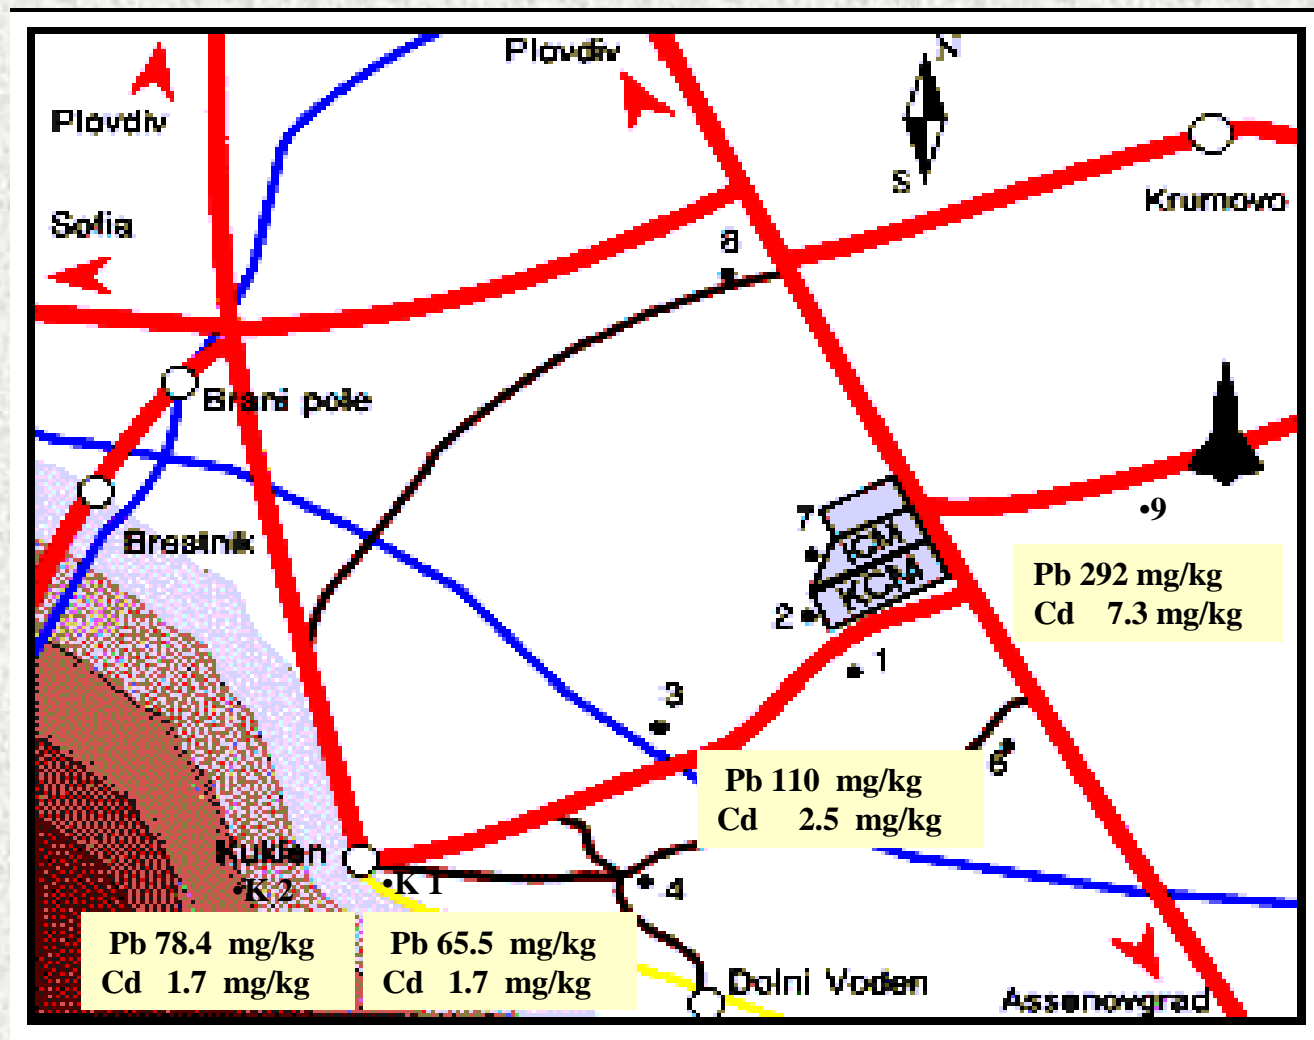 Plovdiv
N
Plovdiv
S
Krumovo
Sofia
8
Brani pole
7
•9
Brestnik
KCM
KCM
Pb 292 mg/kg
Cd 7.3 mg/kg
2
1
3
6
Pb 110 mg/kg
Cd 2.5 mg/kg
Kuklen
•K 2
•K 1
4
Pb 78.4 mg/kg
Cd 1.7 mg/kg
Pb 65.5 mg/kg
Cd 1.7 mg/kg
Dolni Voden
Assenovgrad